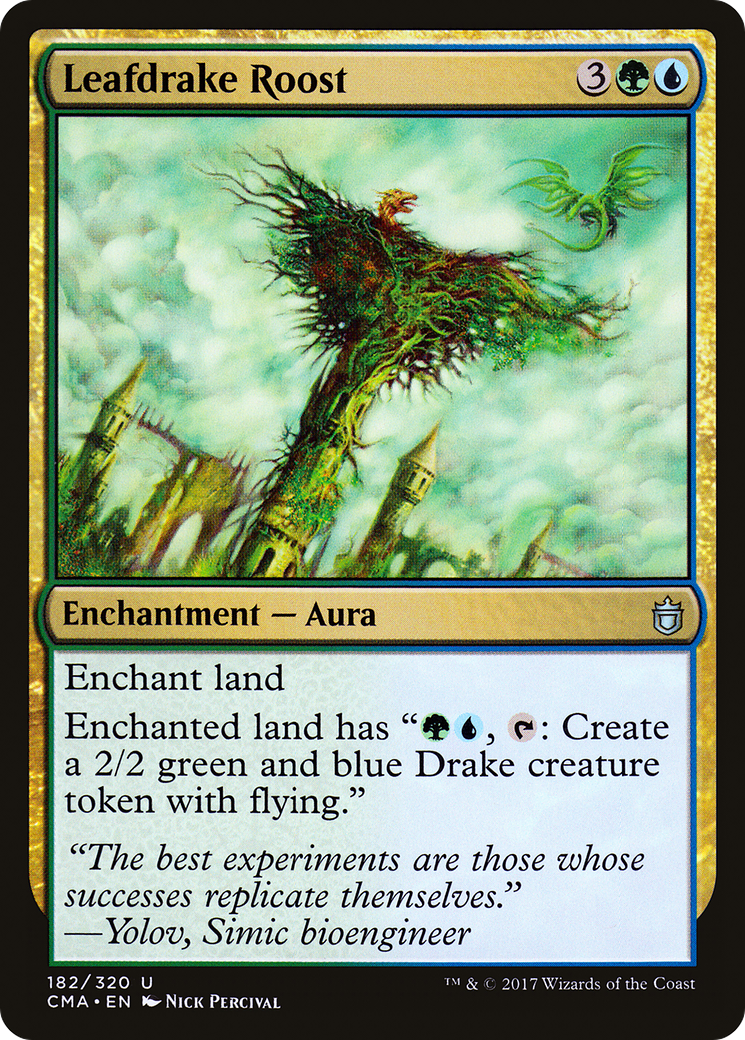 Leafdrake Roost 3
Enchantment — Aura
Enchant land
Enchanted land has “ , : Create
a 2/2 green and blue Drake creature
token with flying.”
“The best experiments are those whose
successes replicate themselves.”
—Yolov, Simic bioengineer
182/320 U
™ & © 2017 Wizards of the Coast
CMA • EN Nick Percival